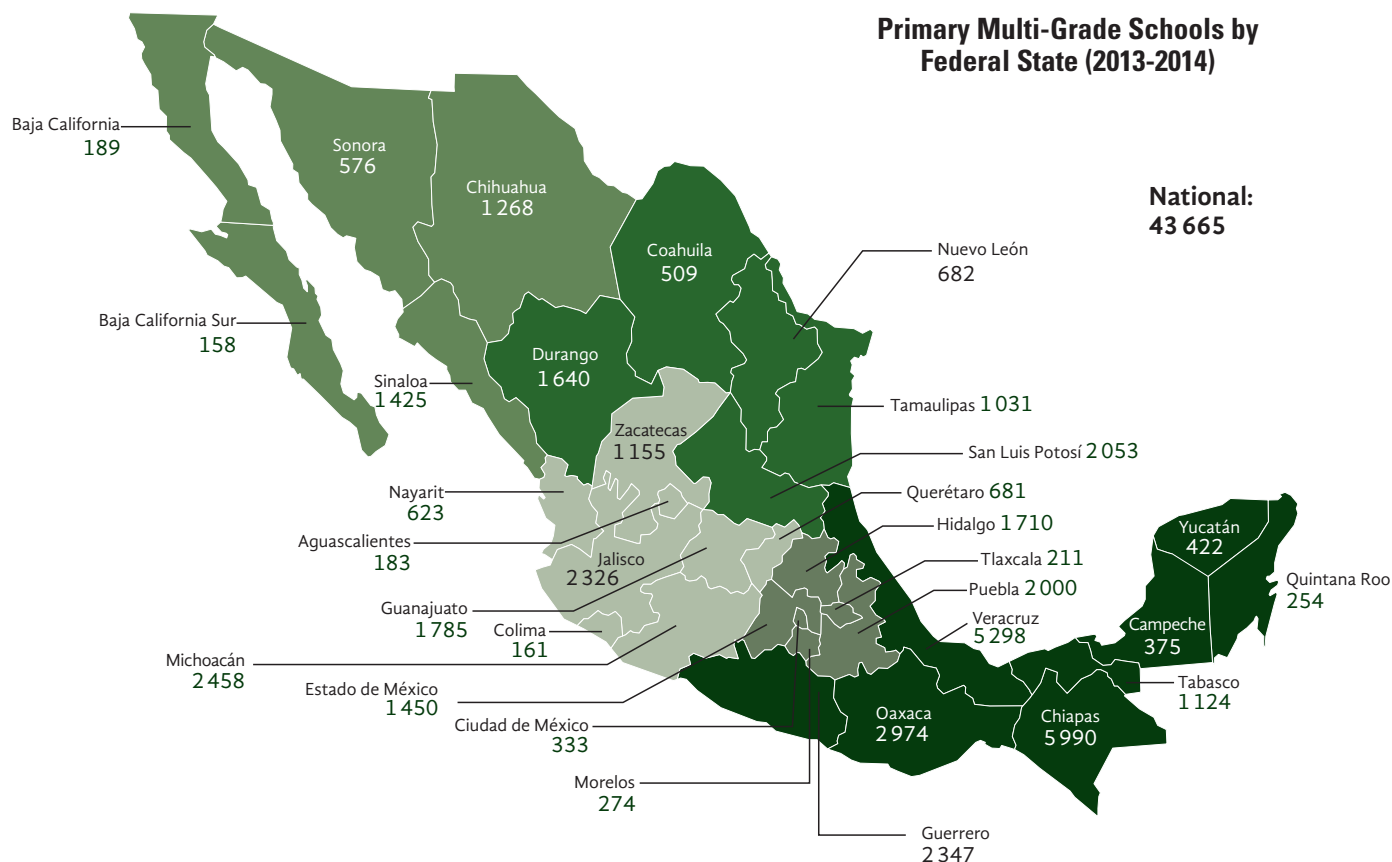 Primary Multi-Grade Schools by
Federal State (2013-2014)
Baja California
189
Sonora
576
Chihuahua
1 268
National:
43 665
Coahuila
509
Nuevo León
682
Baja California Sur
158
Durango
1 640
Sinaloa
1 425
Tamaulipas 1 031
Zacatecas
1 155
San Luis Potosí 2 053
Nayarit
623
Querétaro 681
Hidalgo 1 710
Aguascalientes
183
Jalisco
2 326
Tlaxcala 211
Puebla 2 000
Yucatán
422
Quintana Roo
254
Guanajuato
1 785
Colima
161
Veracruz
5 298
Campeche
375
Michoacán
2 458
Tabasco
1 124
Estado de México
1 450
Ciudad de México
333
Oaxaca
2 974
Chiapas
5 990
Morelos
274
Guerrero
2 347